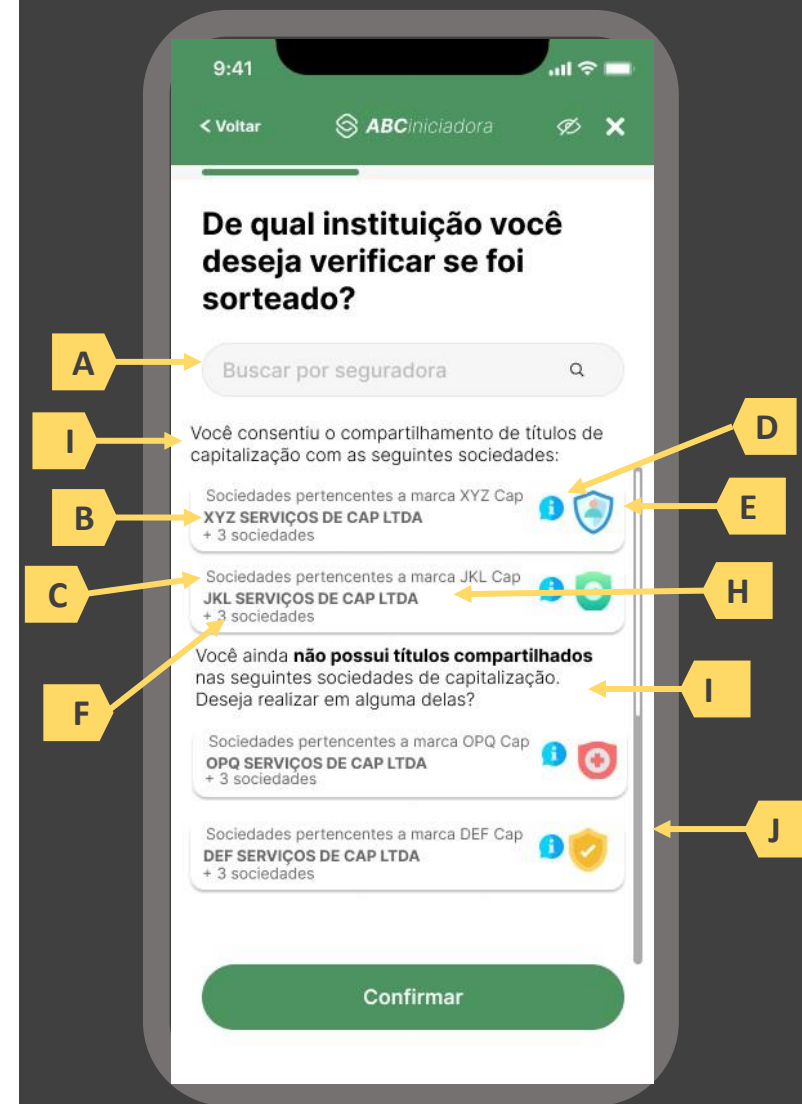 9:41
< Voltar
ABCiniciadora
De qual instituição você
deseja verificar se foi
sorteado?
A
Buscar por seguradora
I
Você consentiu o compartilhamento de títulos de
capitalização com as seguintes sociedades:
D
Sociedades pertencentes a marca XYZ Cap
B
XYZ SERVIÇOS DE CAP LTDA
i
E
+ 3 sociedades
Sociedades pertencentes a marca JKL Cap
C
JKL SERVIÇOS DE CAP LTDA
i
H
+ 3 sociedades
Você ainda não possui títulos compartilhados
nas seguintes sociedades de capitalização.
Deseja realizar em alguma delas?
F
I
Sociedades pertencentes a marca OPQ Cap
OPQ SERVIÇOS DE CAP LTDA
i
+ 3 sociedades
Sociedades pertencentes a marca DEF Cap
DEF SERVIÇOS DE CAP LTDA
i
+ 3 sociedades
J
Confirmar